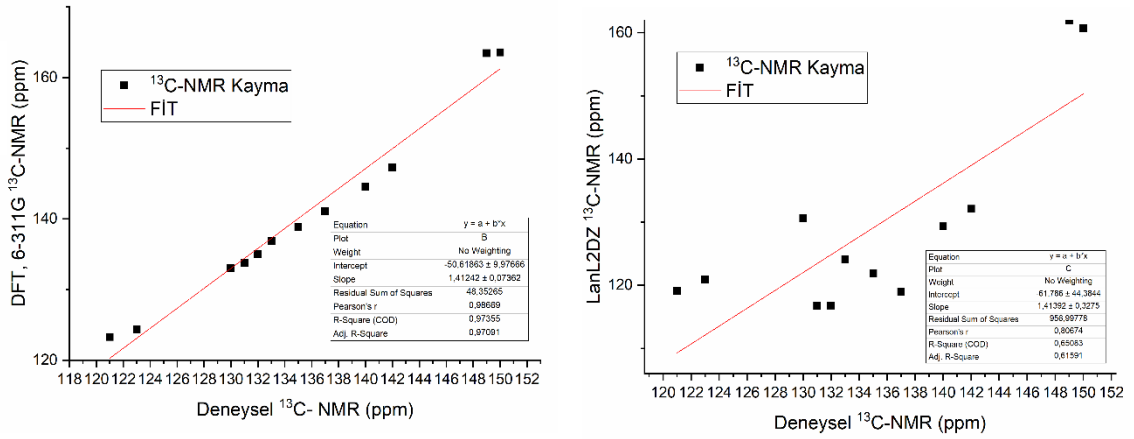 160
140
120
DFT, 6-311G ¹³C-NMR (ppm)
¹³C-NMR Kayma
FİT
Equation y = a + b*x
Plot B
Weight No Weighting
Intercept -50,61863 ± 9,97666
Slope 1,41242 ± 0,07362
Residual Sum of Squares 48,35265
Pearson's r 0,98669
R-Square (COD) 0,97355
Adj. R-Square 0,97091
118 120 122 124 126 128 130 132 134 136 138 140 142 144 146 148 150 152
Deneysel ¹³C- NMR (ppm)
160
140
120
LanL2DZ ¹³C-NMR (ppm)
¹³C-NMR Kayma
FİT
Equation y = a + b*x
Plot C
Weight No Weighting
Intercept 61,786 ± 44,3844
Slope 1,41392 ± 0,3275
Residual Sum of Squares 956,99778
Pearson's r 0,80674
R-Square (COD) 0,65083
Adj. R-Square 0,61591
120 122 124 126 128 130 132 134 136 138 140 142 144 146 148 150 152
Deneysel ¹³C-NMR (ppm)